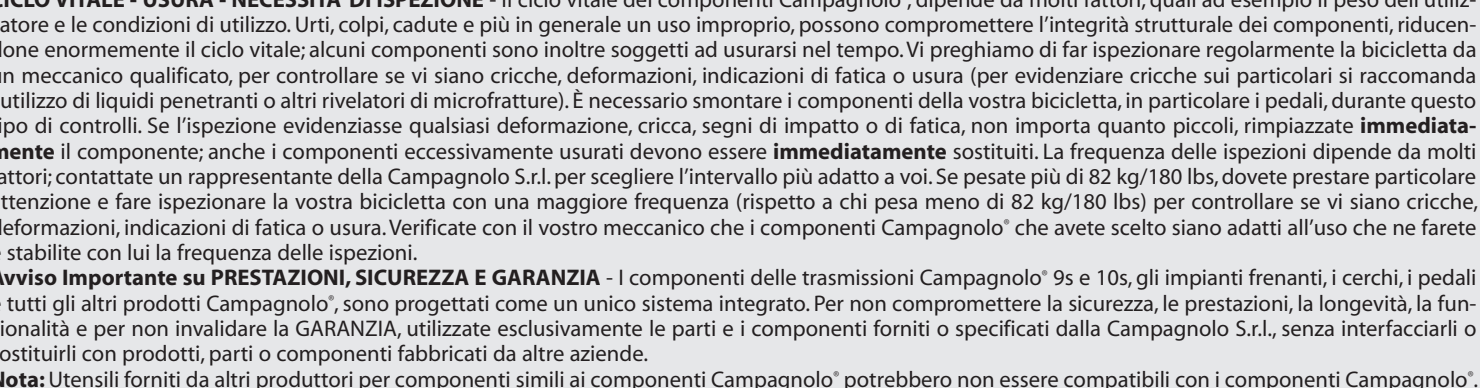 CICLO VITALE - USURA - NECESSITA' DI ISPEZIONE - Il ciclo vitale dei componenti Campagnolo®, dipende da molti fattori, quali ad esempio il peso dell'utiliz-
zatore e le condizioni di utilizzo. Urti, colpi, cadute e più in generale un uso improprio, possono compromettere l'integrità strutturale dei componenti, riducen-
done enormemente il ciclo vitale; alcuni componenti sono inoltre soggetti ad usurarsi nel tempo. Vi preghiamo di far ispezionare regolarmente la bicicletta da
un meccanico qualificato, per controllare se vi siano cricche, deformazioni, indicazioni di fatica o usura (per evidenziare cricche sui particolari si raccomanda
l'utilizzo di liquidi penetranti o altri rivelatori di microfratture). È necessario smontare i componenti della vostra bicicletta, in particolare i pedali, durante questo
tipo di controlli. Se l'ispezione evidenziasse qualsiasi deformazione, cricca, segni di impatto o di fatica, non importa quanto piccoli, rimpiazzate immediata-
mente il componente; anche i componenti eccessivamente usurati devono essere immediatamente sostituiti. La frequenza delle ispezioni dipende da molti
fattori; contattate un rappresentante della Campagnolo S.r.l. per scegliere l'intervallo più adatto a voi. Se pesate più di 82 kg/180 lbs, dovete prestare particolare
attenzione e fare ispezionare la vostra bicicletta con una maggiore frequenza (rispetto a chi pesa meno di 82 kg/180 lbs) per controllare se vi siano cricche,
deformazioni, indicazioni di fatica o usura. Verificate con il vostro meccanico che i componenti Campagnolo® che avete scelto siano adatti all'uso che ne farete
e stabilite con lui la frequenza delle ispezioni.
Avviso Importante su PRESTAZIONI, SICUREZZA E GARANZIA - I componenti delle trasmissioni Campagnolo® 9s e 10s, gli impianti frenanti, i cerchi, i pedali
e tutti gli altri prodotti Campagnolo®, sono progettati come un unico sistema integrato. Per non compromettere la sicurezza, le prestazioni, la longevità, la fun-
zionalità e per non invalidare la GARANZIA, utilizzate esclusivamente le parti e i componenti forniti o specificati dalla Campagnolo S.r.l., senza interfacciarli o
sostituirli con prodotti, parti o componenti fabbricati da altre aziende.
Nota: Utensili forniti da altri produttori per componenti simili ai componenti Campagnolo® potrebbero non essere compatibili con i componenti Campagnolo®.